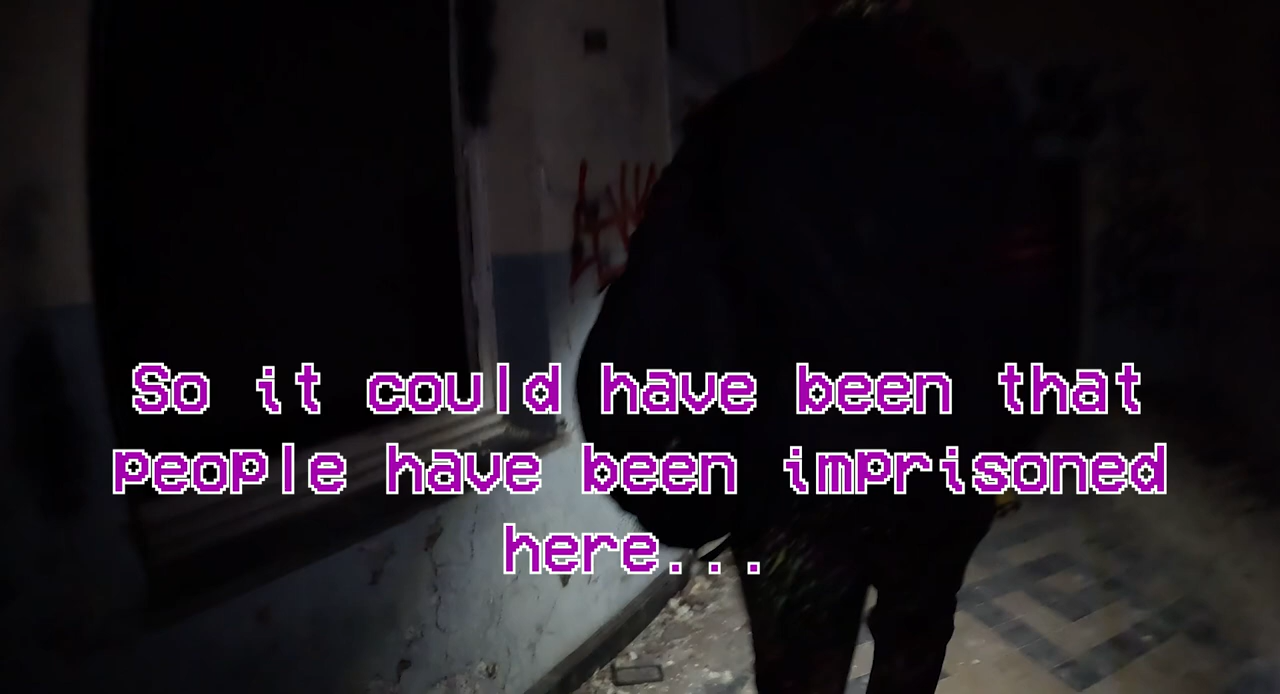 So it could have been that
people have been imprisoned
here...